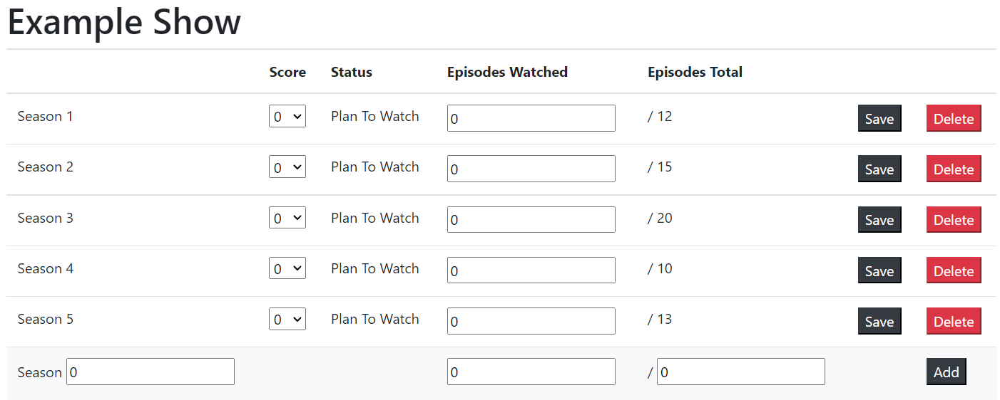 Example Show
Score Status Episodes Watched Episodes Total
Season 1 0 Plan To Watch 0 / 12 Save Delete
Season 2 0 Plan To Watch 0 / 15 Save Delete
Season 3 0 Plan To Watch 0 / 20 Save Delete
Season 4 0 Plan To Watch 0 / 10 Save Delete
Season 5 0 Plan To Watch 0 / 13 Save Delete
Season 0 0 / 0 Add